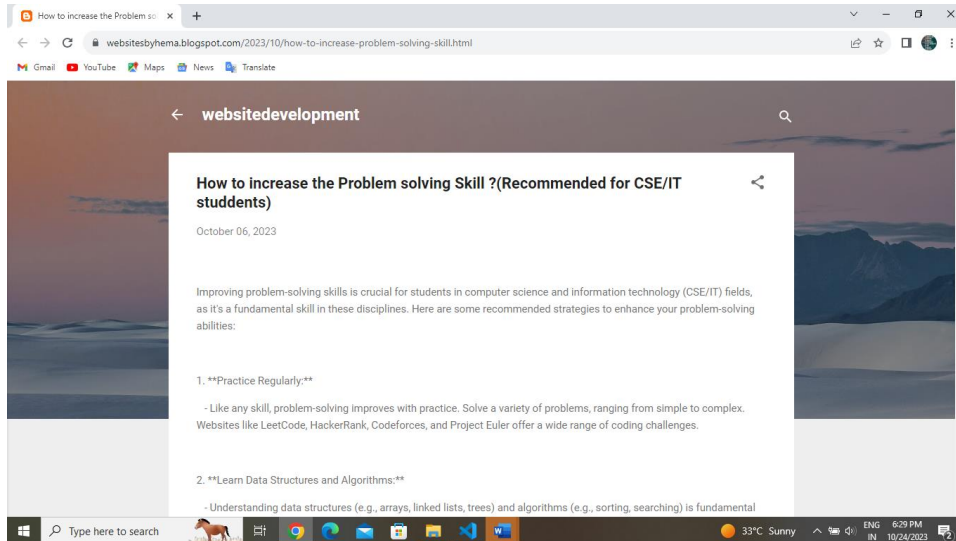 How to increase the Problem so
websitesbyhema.blogspot.com/2023/10/how-to-increase-problem-solving-skill.html
Gmail YouTube Maps News Translate
websitedevelopment
How to increase the Problem solving Skill ?(Recommended for CSE/IT
studdents)
October 06, 2023
Improving problem-solving skills is crucial for students in computer science and information technology (CSE/IT) fields,
as it's a fundamental skill in these disciplines. Here are some recommended strategies to enhance your problem-solving
abilities:
1. **Practice Regularly:**
- Like any skill, problem-solving improves with practice. Solve a variety of problems, ranging from simple to complex.
Websites like LeetCode, HackerRank, Codeforces, and Project Euler offer a wide range of coding challenges.
2. **Learn Data Structures and Algorithms:**
- Understanding data structures (e.g., arrays, linked lists, trees) and algorithms (e.g., sorting, searching) is fundamental
Type here to search
33°C Sunny
ENG 6:29 PM
IN 10/24/2023
2